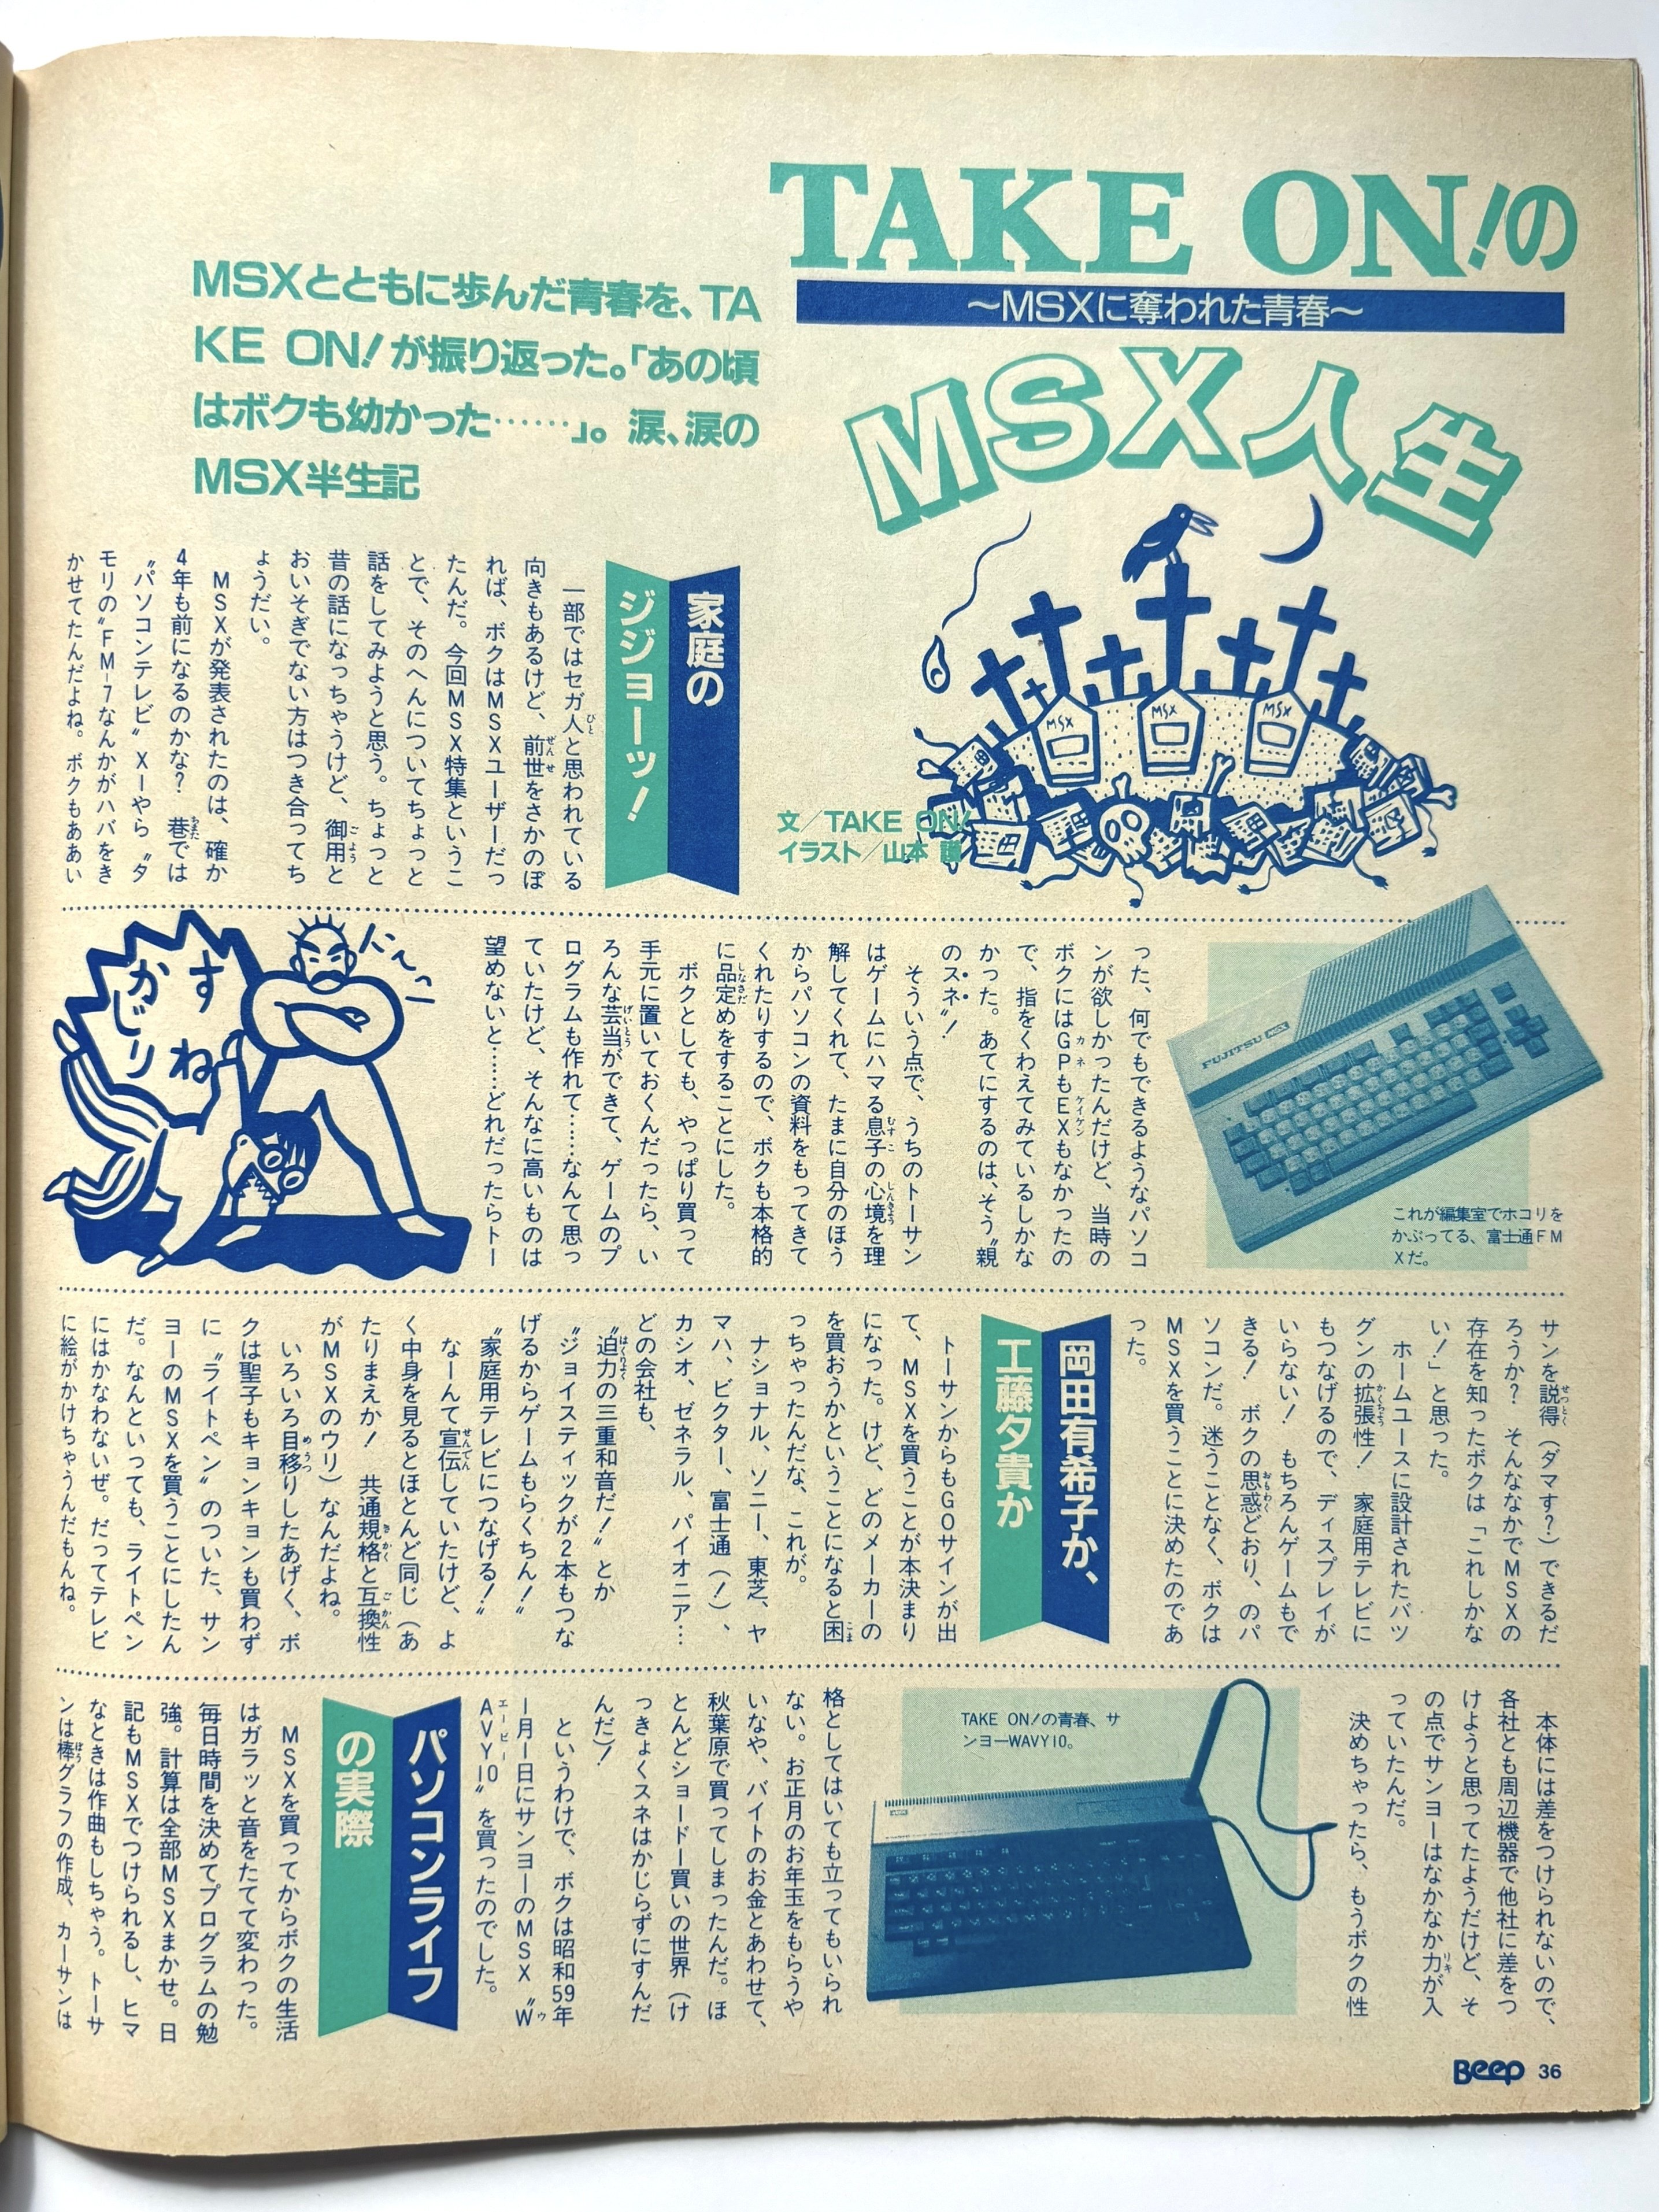 TAKE ON!の
～MSXに奪われた青春～
MSX人生
MSXとともに歩んだ青春を、TA
KE ON!が振り返った。「あの頃
はボクも幼かった……」。涙、涙の
MSX半生記
文／TAKE ON!
イラスト／山本
MSX
MSX
MSX
家庭の
ジジョーッ！
一部ではセガ人と思われている
向きもあるけど、前世をさかのぼ
れば、ボクはMSXユーザーだっ
たんだ。今回MSX特集というこ
とで、そのへんについてちょっと
話をしてみようと思う。ちょっと
昔の話になっちゃうけど、御用と
おいそぎでない方はつき合ってち
ょうだい。
MSXが発表されたのは、確か
4年も前になるのかな？　巷では
〝パソコンテレビ〟X1やら〝タ
モリの〟FM-7なんかがハバをき
かせてたんだよね。ボクもああい
った、何でもできるようなパソコ
ンが欲しかったんだけど、当時の
ボクにはGPもEXもなかったの
で、指をくわえてみているしかな
かった。あてにするのは、そう〝親
のスネ〟！
そういう点で、うちのトーサン
はゲームにハマる息子の心境を理
解してくれて、たまに自分のほう
からパソコンの資料をもってきて
くれたりするので、ボクも本格的
に品定めをすることにした。
ボクとしても、やっぱり買って
手元に置いておくんだったら、い
ろんな芸当ができて、ゲームのプ
ログラムも作れて……なんて思っ
ていたけど、そんなに高いものは
望めないと……どれだったらトー
すね
かじり
FUJITSU MSX
これが編集室でホコリを
かぶってる、富士通FM
Xだ。
サンを説得（ダマす？）できるだ
ろうか？　そんななかでMSXの
存在を知ったボクは「これしかな
い！」と思った。
ホームユースに設計されたバツ
グンの拡張性！　家庭用テレビに
もつなげるので、ディスプレイが
いらない！　もちろんゲームもで
きる！　ボクの思惑どおり、のパ
ソコンだ。迷うことなく、ボクは
MSXを買うことに決めたのであ
った。
岡田有希子か、
工藤夕貴か
トーサンからもGOサインが出
て、MSXを買うことが本決まり
になった。けど、どのメーカーの
を買おうかということになると困
っちゃったんだな、これが。
ナショナル、ソニー、東芝、ヤ
マハ、ビクター、富士通（！）、
カシオ、ゼネラル、パイオニア…
どの会社も、
〝迫力の三重和音だ！〟とか
〝ジョイスティックが2本もつな
げるからゲームもらくちん！〟
〝家庭用テレビにつなげる！〟
なーんて宣伝していたけど、よ
く中身を見るとほとんど同じ（あ
たりまえか！　共通規格と互換性
がMSXのウリ）なんだよね。
いろいろ目移りしたあげく、ボ
クは聖子もキョンキョンも買わず
に〝ライトペン〟のついた、サン
ヨーのMSXを買うことにしたん
だ。なんといっても、ライトペン
にはかなわないぜ。だってテレビ
に絵がかけちゃうんだもんね。
本体には差をつけられないので、
各社とも周辺機器で他社に差をつ
けようと思ってたようだけど、そ
の点でサンヨーはなかなか力が入
っていたんだ。
決めちゃったら、もうボクの性
TAKE ON!の青春、サ
ンヨーWAVY10。
格としてはいても立ってもいられ
ない。お正月のお年玉をもらうや
いなや、バイトのお金とあわせて、
秋葉原で買ってしまったんだ。ほ
とんどショードー買いの世界（け
っきょくスネはかじらずにすんだ
んだ）！
というわけで、ボクは昭和59年
1月1日にサンヨーのMSX〝W
AVY10〟を買ったのでした。
パソコンライフ
の実際
MSXを買ってからボクの生活
はガラッと音をたてて変わった。
毎日時間を決めてプログラムの勉
強。計算は全部MSXまかせ。日
記もMSXでつけられるし、ヒマ
なときは作曲もしちゃう。トーサ
ンは棒グラフの作成、カーサンは
Beep 36